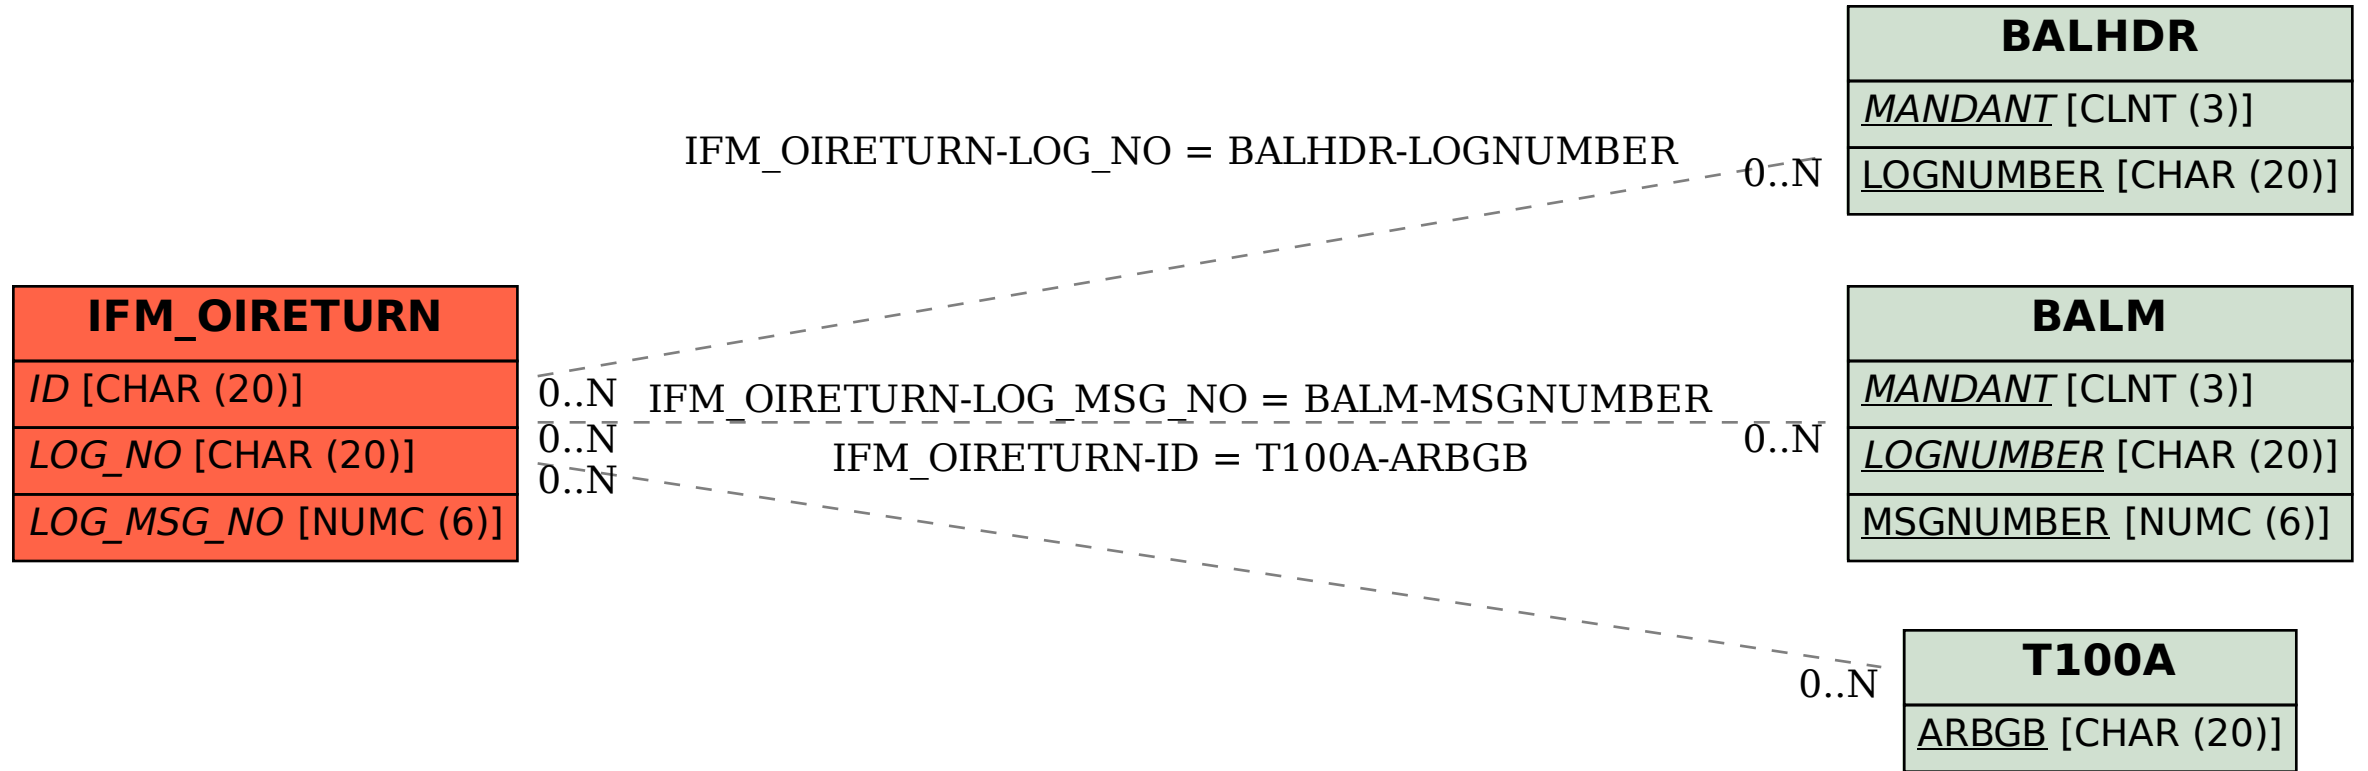 BALHDR
MANDANT [CLNT (3)]
LOGNUMBER [CHAR (20)]
IFM_OIRETURN-LOG_NO = BALHDR-LOGNUMBER
0..N
IFM_OIRETURN
ID [CHAR (20)]
LOG_NO [CHAR (20)]
LOG_MSG_NO [NUMC (6)]
0..N
0..N
0..N
IFM_OIRETURN-LOG_MSG_NO = BALM-MSGNUMBER
IFM_OIRETURN-ID = T100A-ARBGB
0..N
BALM
MANDANT [CLNT (3)]
LOGNUMBER [CHAR (20)]
MSGNUMBER [NUMC (6)]
0..N
T100A
ARBGB [CHAR (20)]